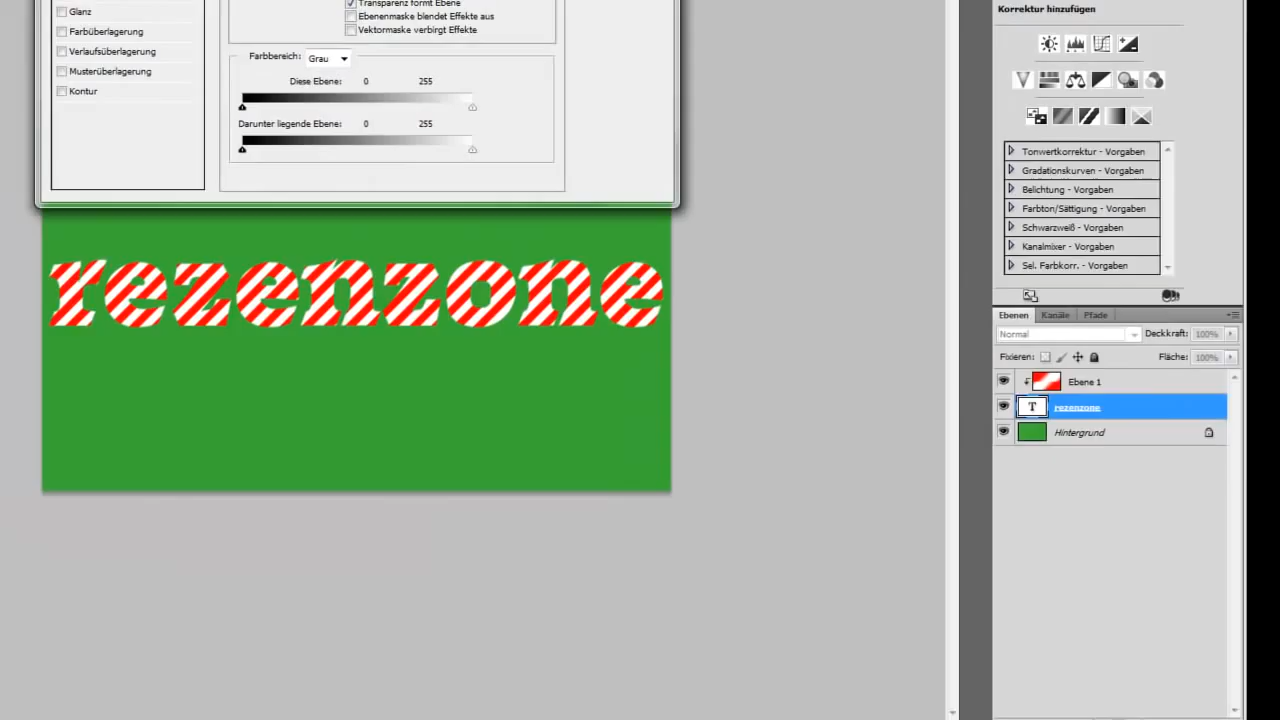 Glanz
Farbüberlagerung
Verlaufsüberlagerung
Musterüberlagerung
Kontur
Transparenz formt Ebene
Ebenenmaske blendet Effekte aus
Vektormaske verbirgt Effekte
Farbbereich: Grau
Diese Ebene: 0 255
Darunter liegende Ebene: 0 255
rezenzone
Korrektur hinzufügen
Tonwertkorrektur - Vorgaben
Gradationskurven - Vorgaben
Belichtung - Vorgaben
Farbton/Sättigung - Vorgaben
Schwarzweiß - Vorgaben
Kanalmixer - Vorgaben
Sel. Farbkorr. - Vorgaben
Ebenen Kanäle Pfade
Normal Deckkraft: 100%
Fixieren: Fläche: 100%
Ebene 1
T rezenzone
Hintergrund